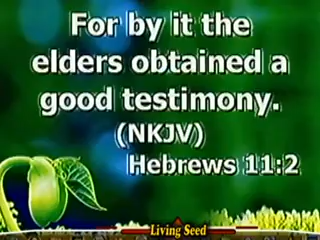 For by it the
elders obtained a
good testimony.
(NKJV)
Hebrews 11:2
Living Seed